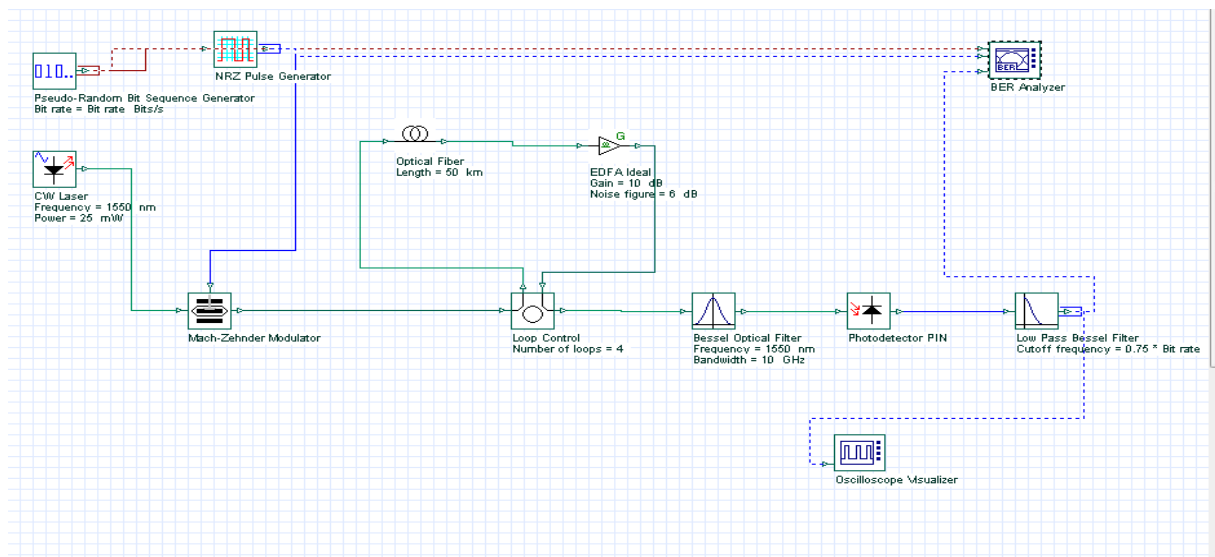 010..
NRZ Pulse Generator
BER
BER Analyzer
Pseudo-Random Bit Sequence Generator
Bit rate = Bit rate  Bits/s
CW Laser
Frequency = 1550  nm
Power = 25  mW
Optical Fiber
Length = 50  km
G
EDFA Ideal
Gain = 10  dB
Noise figure = 6  dB
Mach-Zehnder Modulator
Loop Control
Number of loops = 4
Bessel Optical Filter
Frequency = 1550  nm
Bandwidth = 10  GHz
Photodetector PIN
Low Pass Bessel Filter
Cutoff frequency = 0.75 * Bit rate
Oscilloscope Visualizer